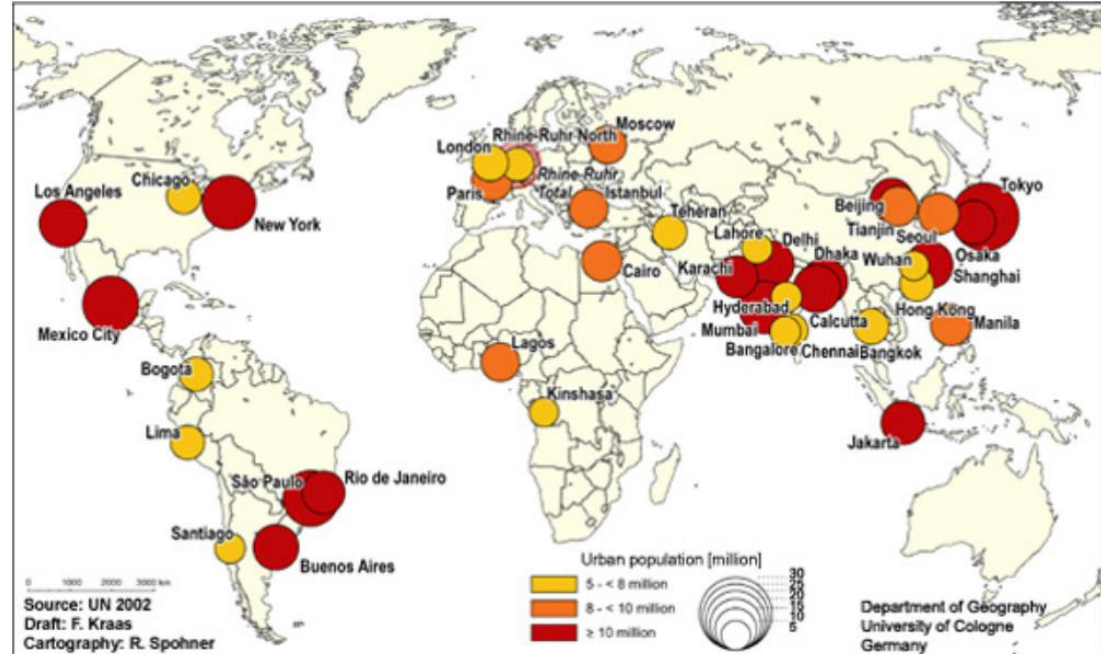 Moscow
Rhine-Ruhr North
London
Rhine-Ruhr
Total
Paris
Istanbul
Chicago
Los Angeles
New York
Teheran
Tokyo
Beijing
Tianjin
Seoul
Lahore
Delhi
Dhaka
Wuhan
Osaka
Karachi
Shanghai
Cairo
Hyderabad
Hong Kong
Mexico City
Mumbai
Calcutta
Manila
Bangalore
Chennai
Bangkok
Lagos
Bogotá
Kinshasa
Lima
Jakarta
São Paulo
Rio de Janeiro
Santiago
Buenos Aires
0 1000 2000 3000 km
Source: UN 2002
Draft: F. Kraas
Cartography: R. Spohner
Urban population [million]
5 - < 8 million
8 - < 10 million
≥ 10 million
30
25
20
15
10
5
Department of Geography
University of Cologne
Germany